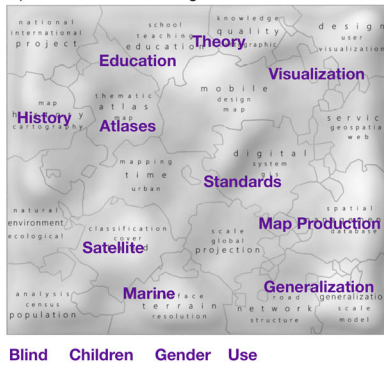 national
international
project
school
teaching
education
Education
knowledge
quality
Theory
design
user
visualization
Visualization
map
cartography
History
thematic
atlas
map
Atlases
mobile
design
map
service
geospatial
web
mapping
time
urban
digital
system
gis
Standards
natural
environment
ecological
classification
cover
Satellite
scale
global
projection
spatial
database
Map Production
analysis
census
population
Marine
terrain
resolution
road
network
structure
Generalization
generalization
scale
model
Blind Children Gender Use